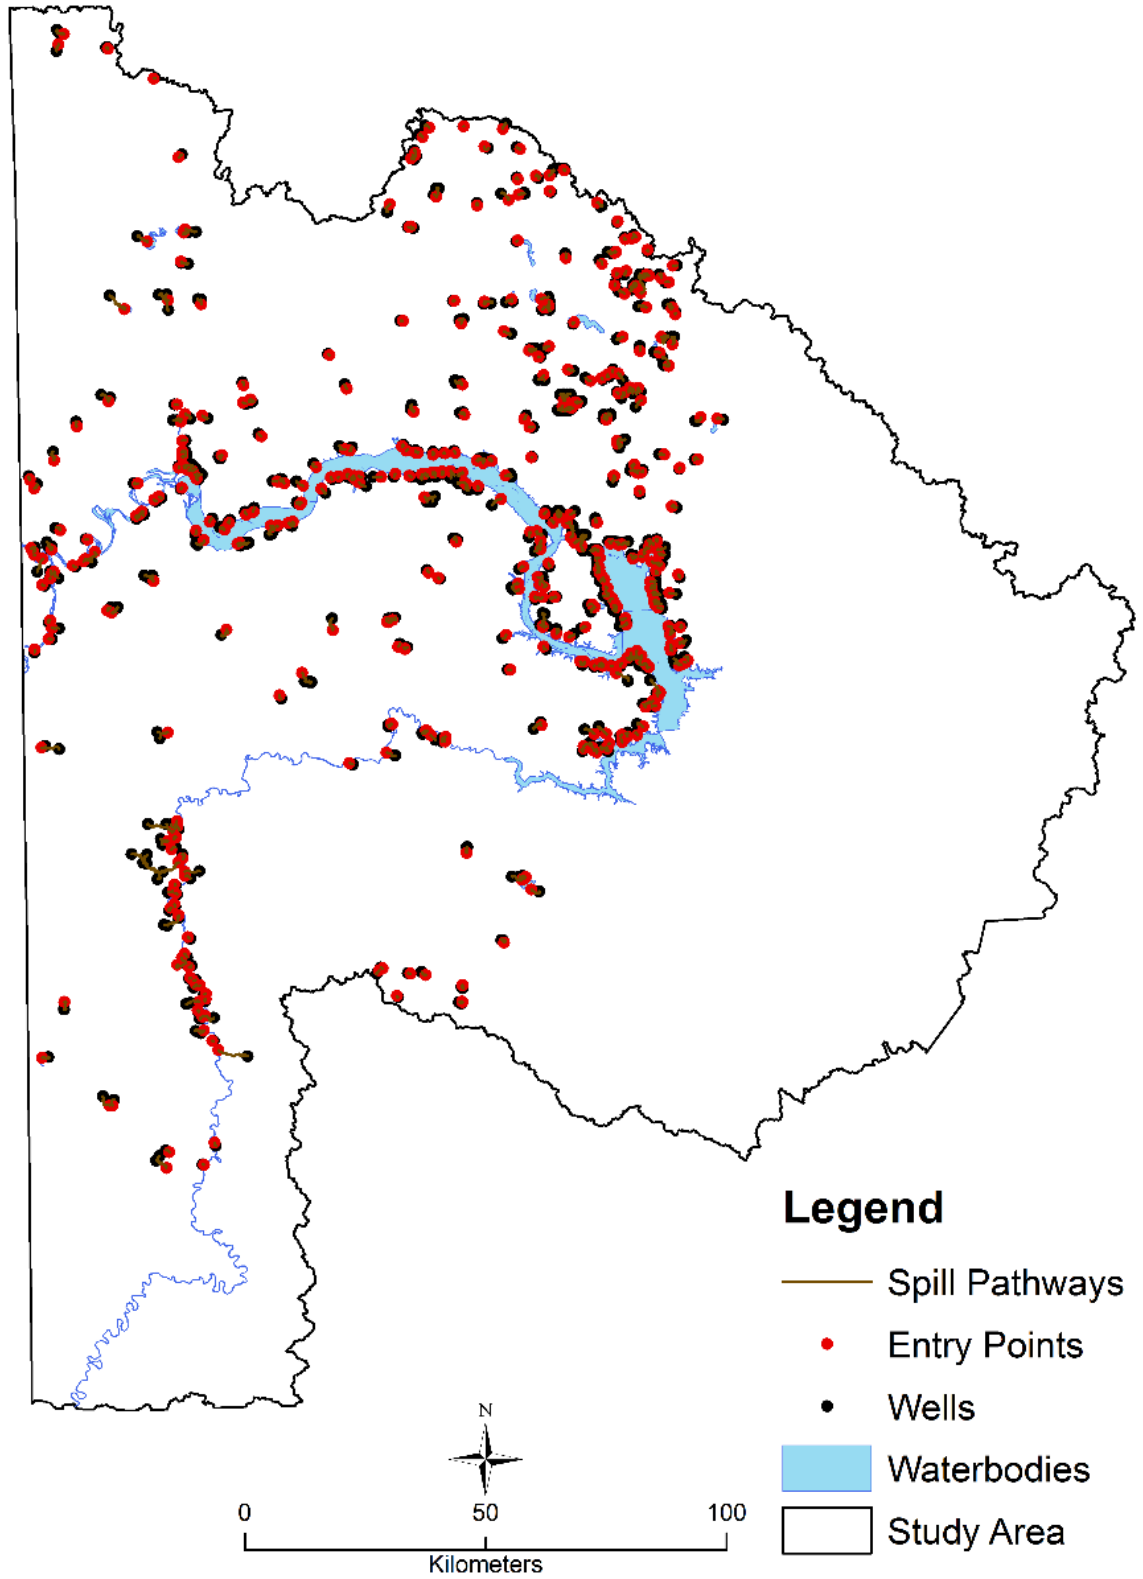 Legend
Spill Pathways
Entry Points
Wells
Waterbodies
Study Area
N
0 50 100
Kilometers